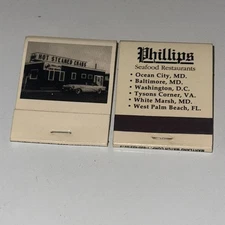 HOT STEAMED CRABS
Phillips
Seafood Restaurants
• Ocean City, MD.
• Baltimore, MD.
• Washington, D.C.
• Tysons Corner, VA.
• White Marsh, MD.
• West Palm Beach, FL.